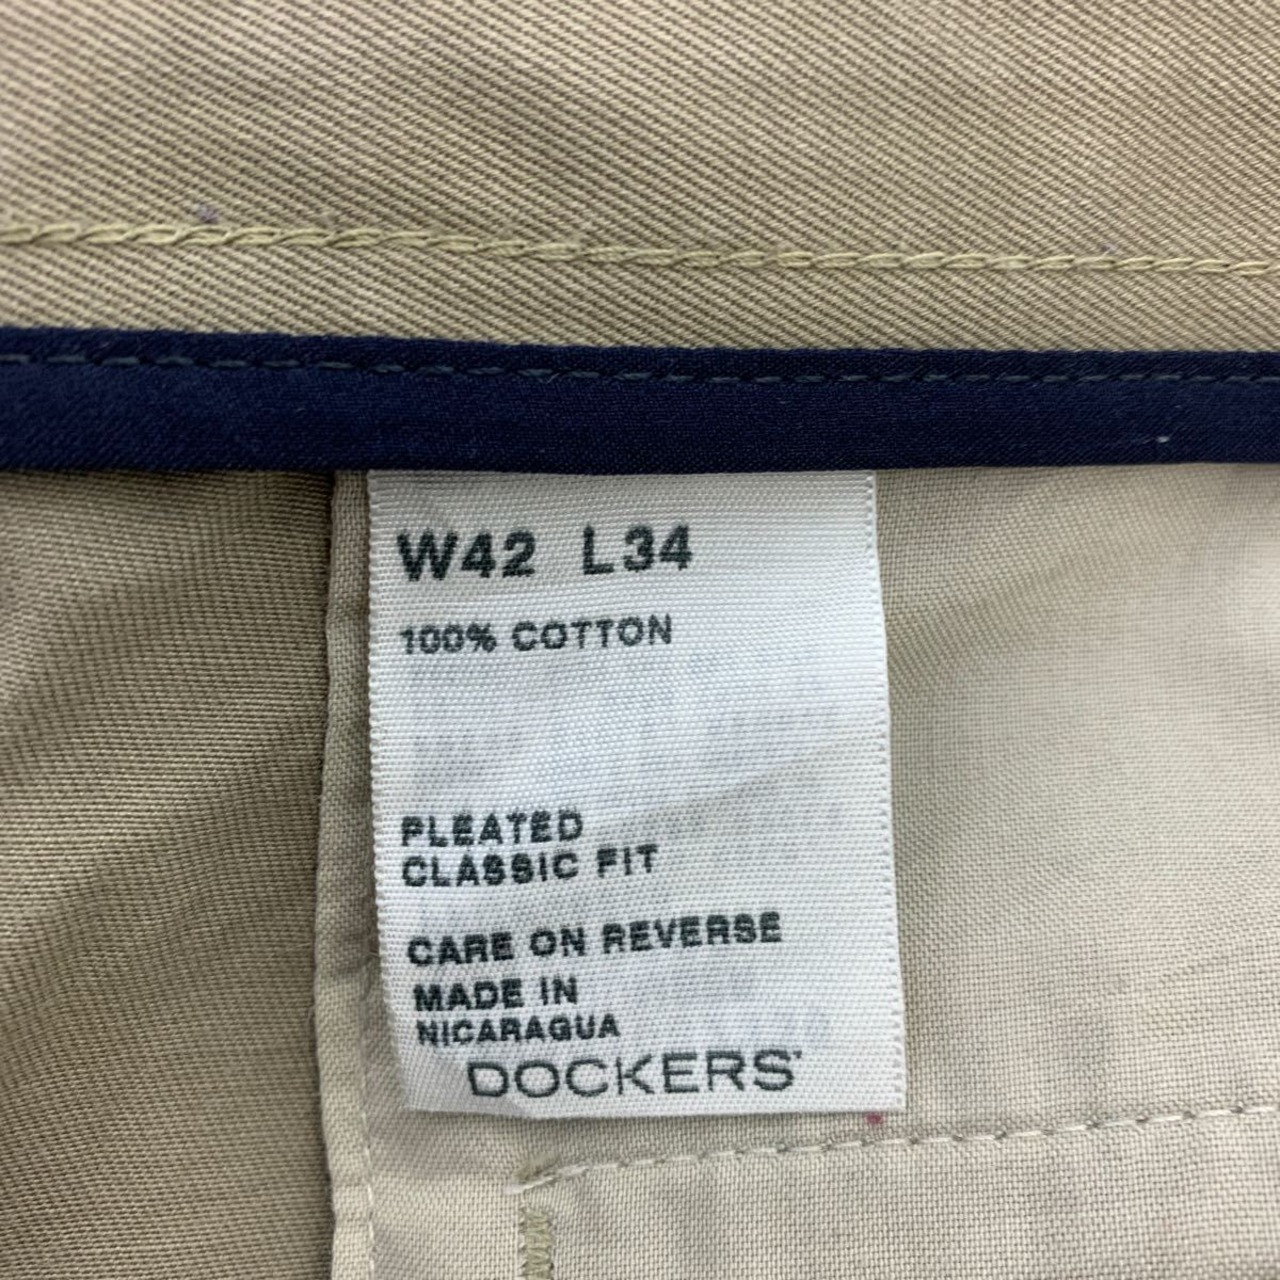 W42 L34
100% COTTON
PLEATED
CLASSIC FIT
CARE ON REVERSE
MADE IN
NICARAGUA
DOCKERS